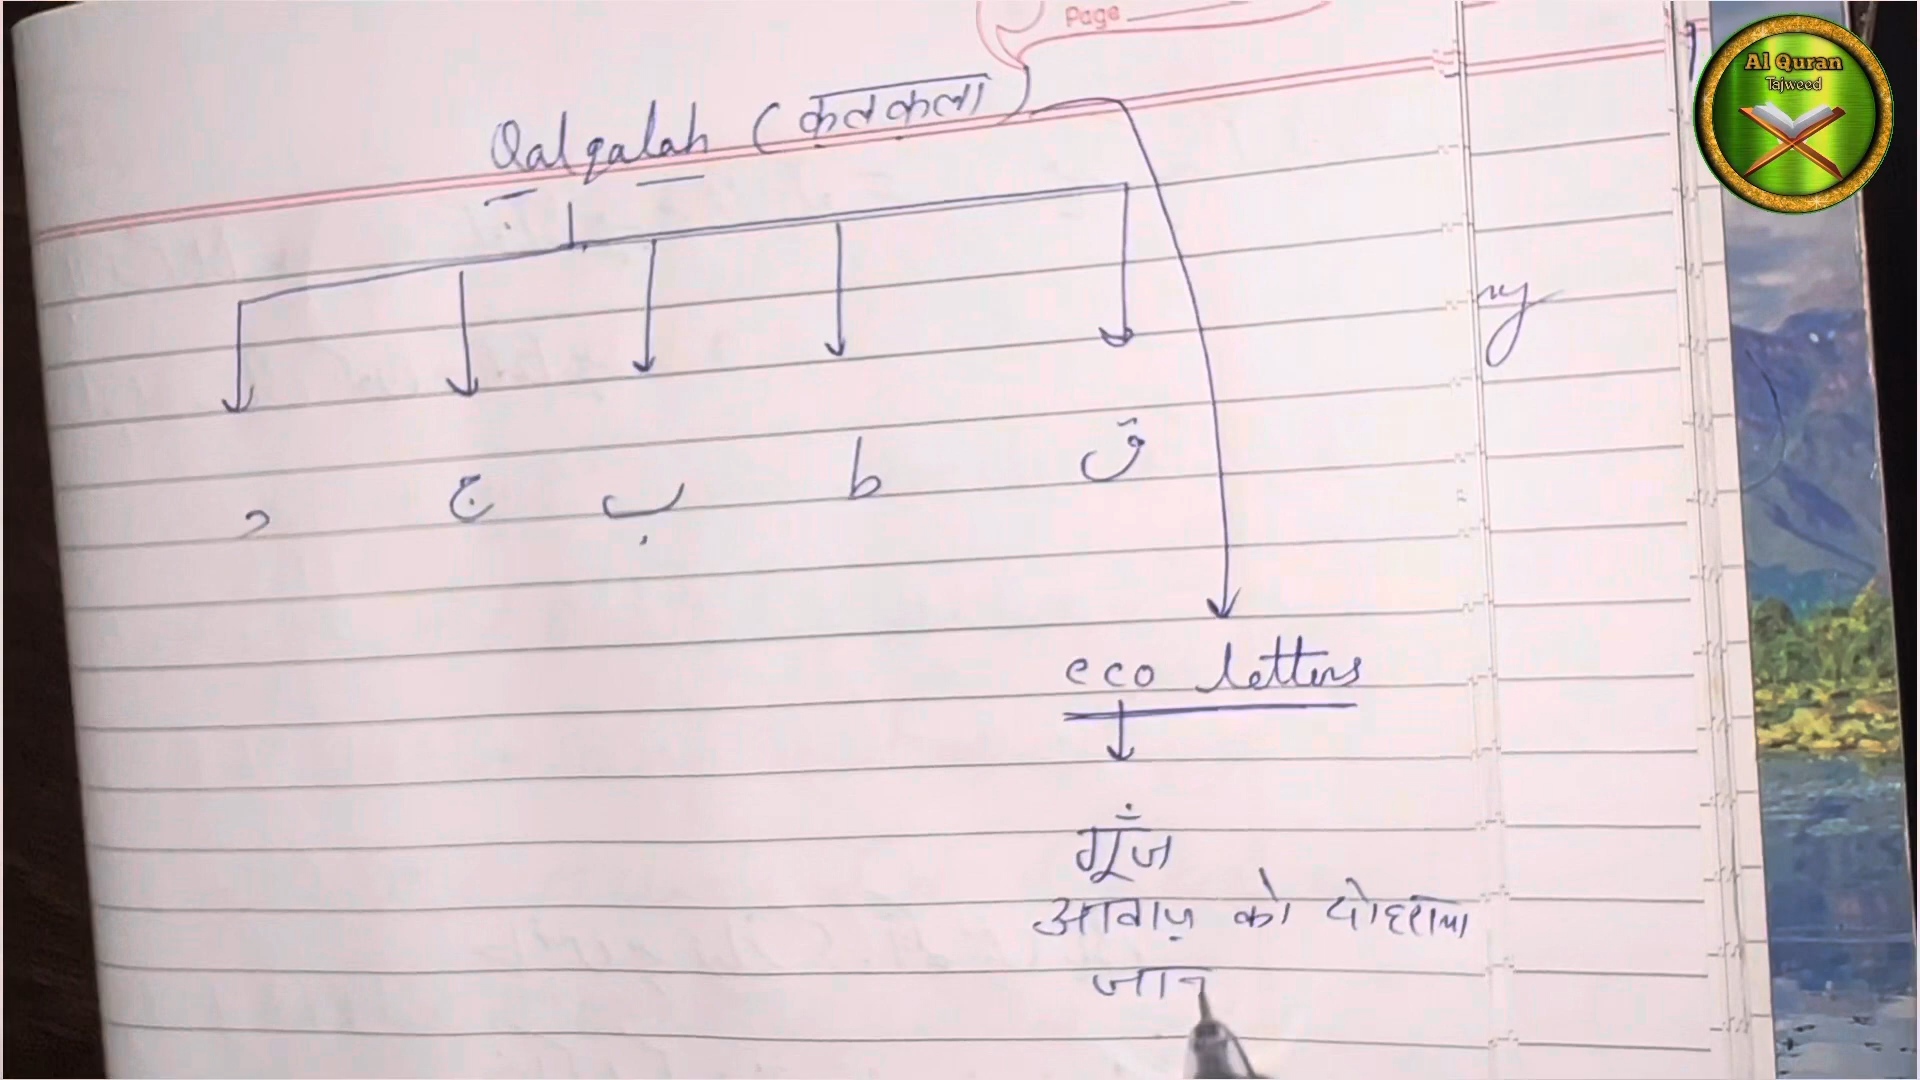 Page
Al Quran
Tajweed
Qalqalah (क़लक़ला)
د ج ب ط ق
eco letters
गूँज
आवाज़ को दोहराया
जान